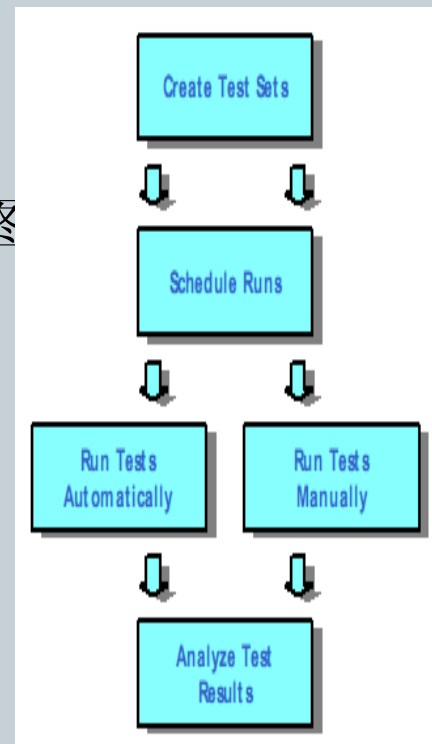 Create Test Sets
Schedule Runs
Run Tests
Automatically
Run Tests
Manually
Analyze Test
Results